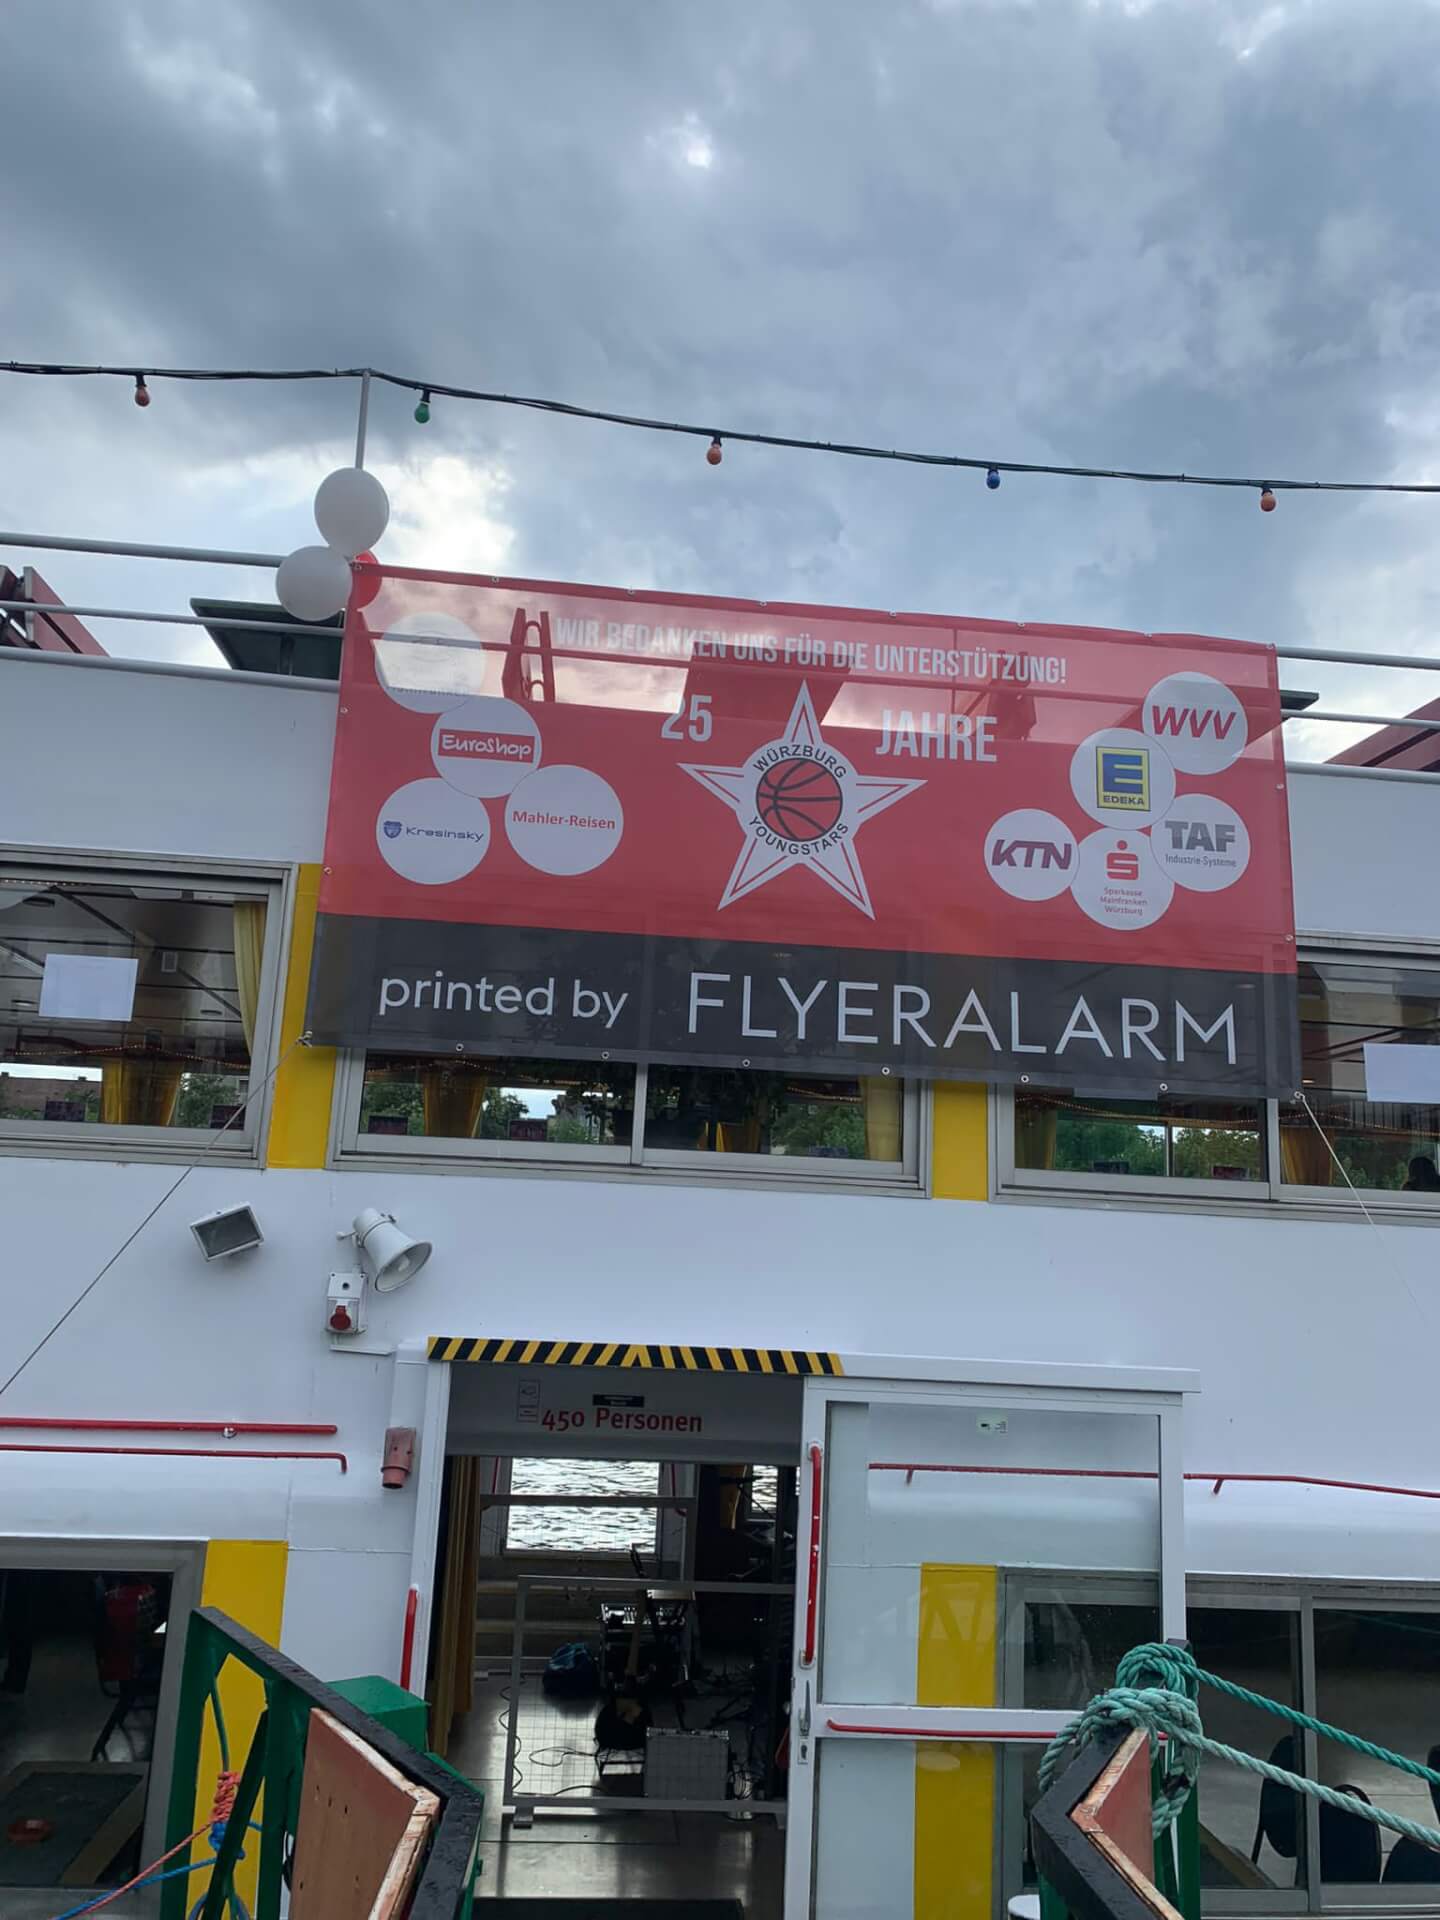 WIR BEDANKEN UNS FÜR DIE UNTERSTÜTZUNG!
25 JAHRE
WÜRZBURG
YOUNGSTARS
EuroShop
Kresinsky
Mahler-Reisen
WVV
E
EDEKA
KTN
TAF
Industrie-Systeme
S
Sparkasse
Mainfranken
Würzburg
printed by FLYERALARM
450 Personen